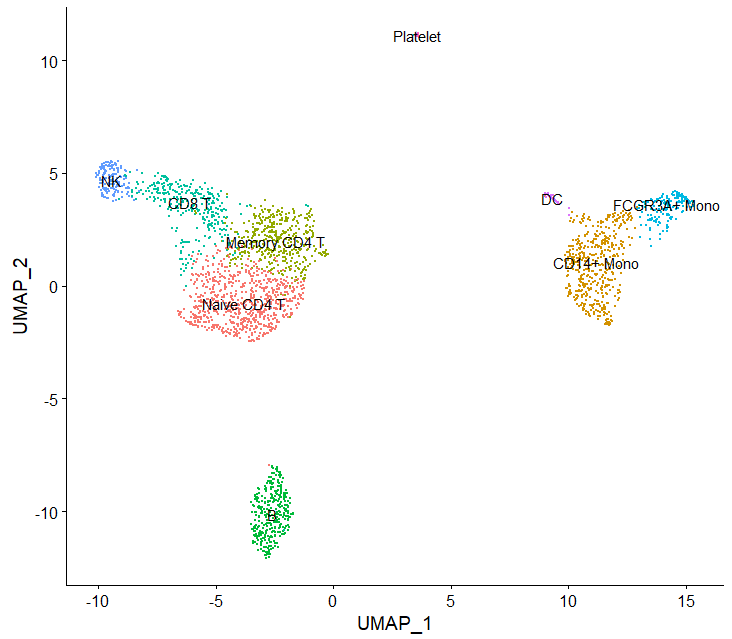 Platelet
10
NK
5
CD8 T
DC
FCGR3A+ Mono
Memory CD4 T
CD14+ Mono
UMAP_2
0
Naive CD4 T
-5
-10
B
-10
-5
0
5
10
15
UMAP_1